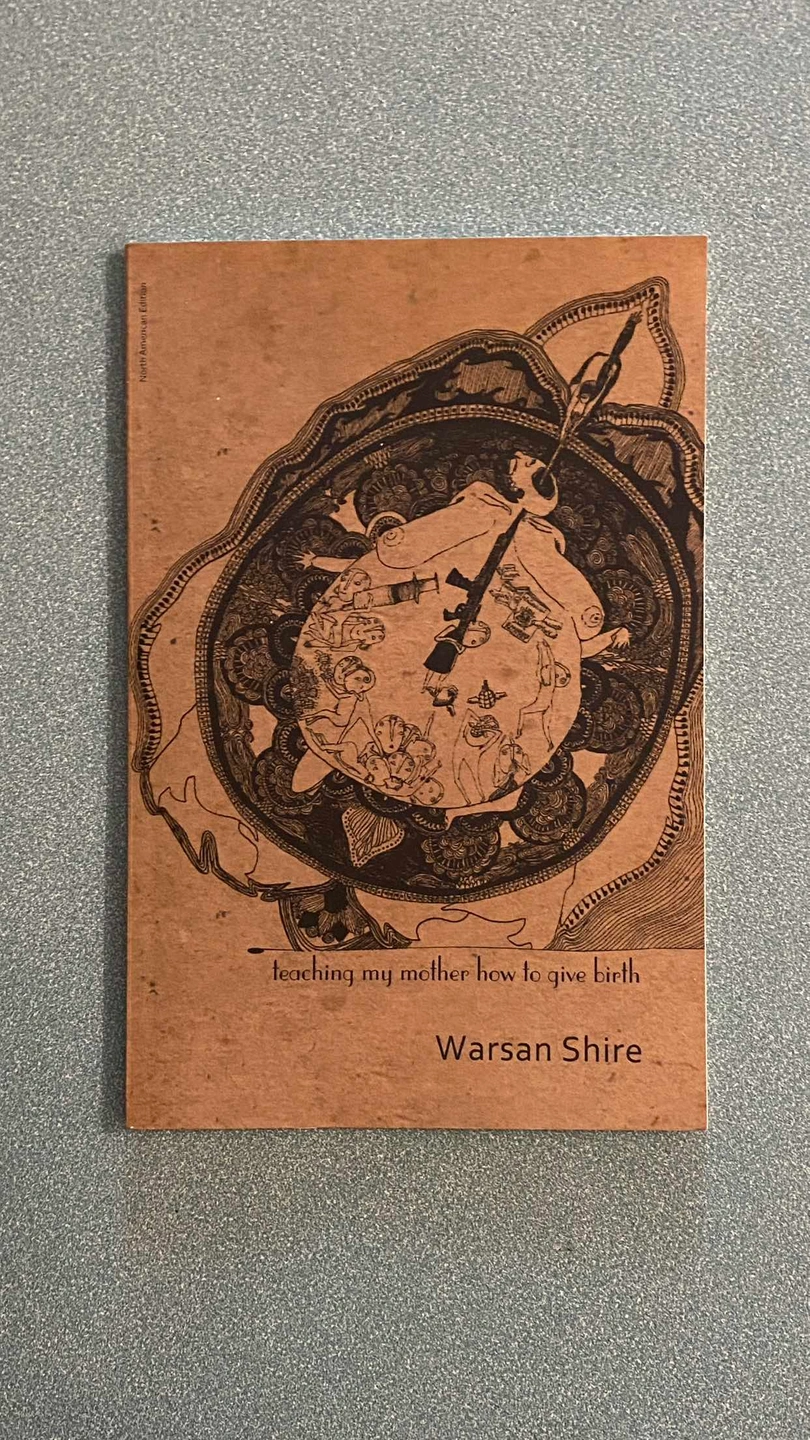 North American Edition
teaching my mother how to give birth
Warsan Shire